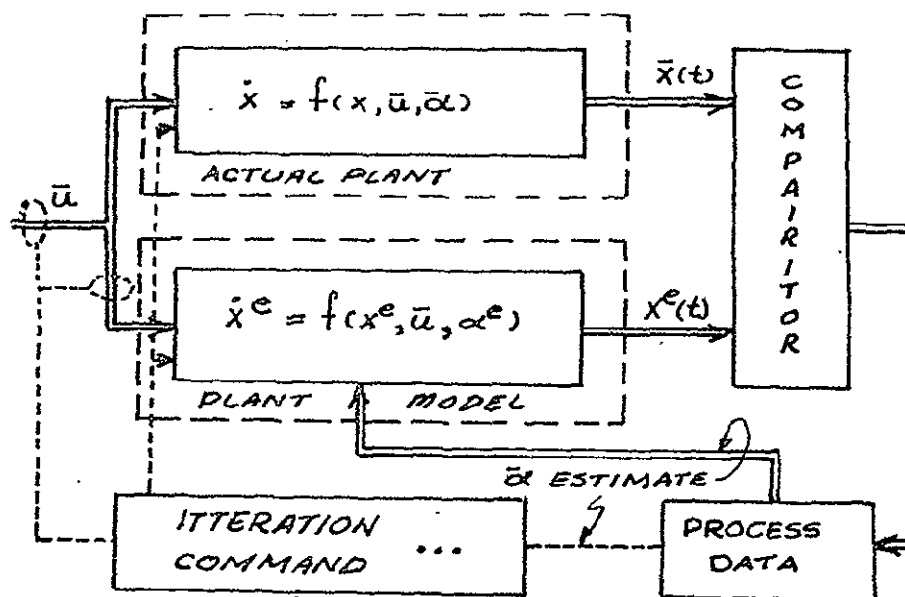 ẋ = f(x, ū, ᾱ)
ACTUAL PLANT
x̄(t)
COMPAIRITOR
ū
ẋᵉ = f(xᵉ, ū, αᵉ)
xᵉ(t)
PLANT MODEL
ᾱ ESTIMATE
ITTERATION
COMMAND ...
PROCESS
DATA